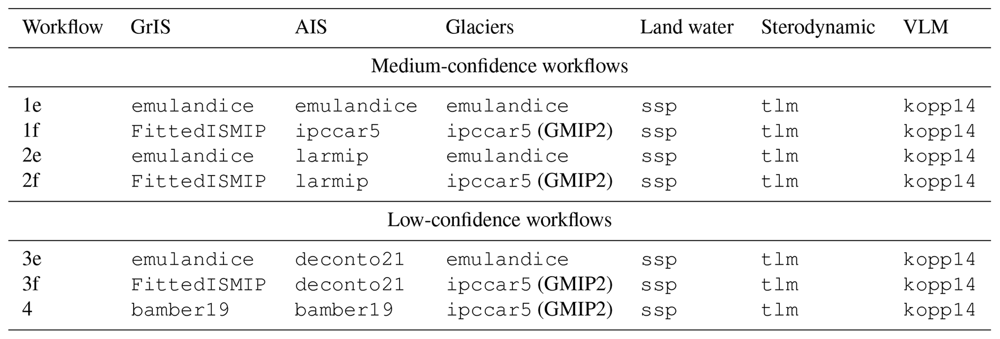 Workflow GrIS AIS Glaciers Land water Sterodynamic VLM
Medium-confidence workflows
1e emulandice emulandice emulandice ssp tlm kopp14
1f FittedISMIP ipccar5 ipccar5 (GMIP2) ssp tlm kopp14
2e emulandice larmip emulandice ssp tlm kopp14
2f FittedISMIP larmip ipccar5 (GMIP2) ssp tlm kopp14
Low-confidence workflows
3e emulandice deconto21 emulandice ssp tlm kopp14
3f FittedISMIP deconto21 ipccar5 (GMIP2) ssp tlm kopp14
4 bamber19 bamber19 ipccar5 (GMIP2) ssp tlm kopp14